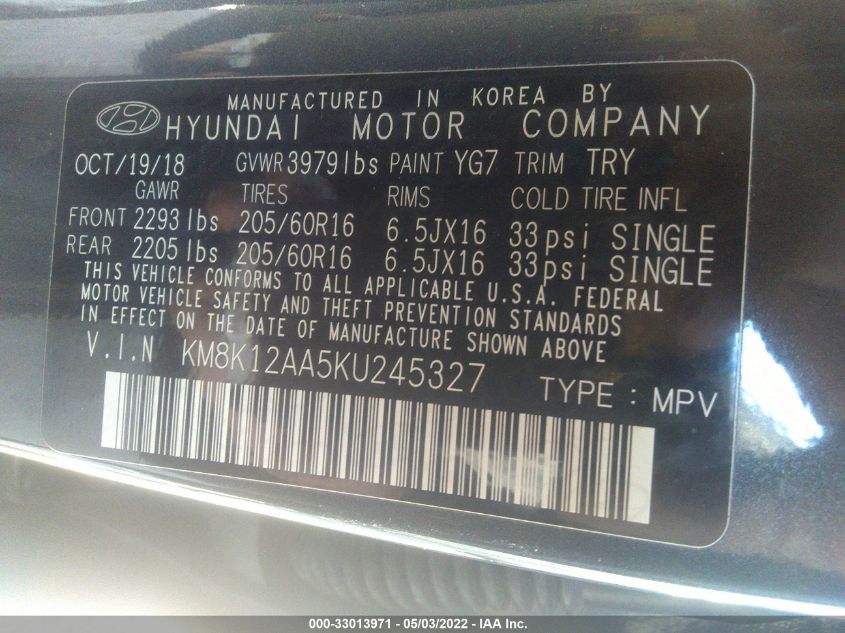 MANUFACTURED IN KOREA BY
HYUNDAI MOTOR COMPANY
OCT/19/18 GVWR 3979lbs PAINT YG7 TRIM TRY
GAWR TIRES RIMS COLD TIRE INFL
FRONT 2293 lbs 205/60R16 6.5JX16 33psi SINGLE
REAR 2205 lbs 205/60R16 6.5JX16 33psi SINGLE
THIS VEHICLE CONFORMS TO ALL APPLICABLE U.S.A. FEDERAL
MOTOR VEHICLE SAFETY AND THEFT PREVENTION STANDARDS
IN EFFECT ON THE DATE OF MANUFACTURE SHOWN ABOVE
V.I.N KM8K12AA5KU245327
TYPE : MPV
000-33013971 - 05/03/2022 - IAA Inc.